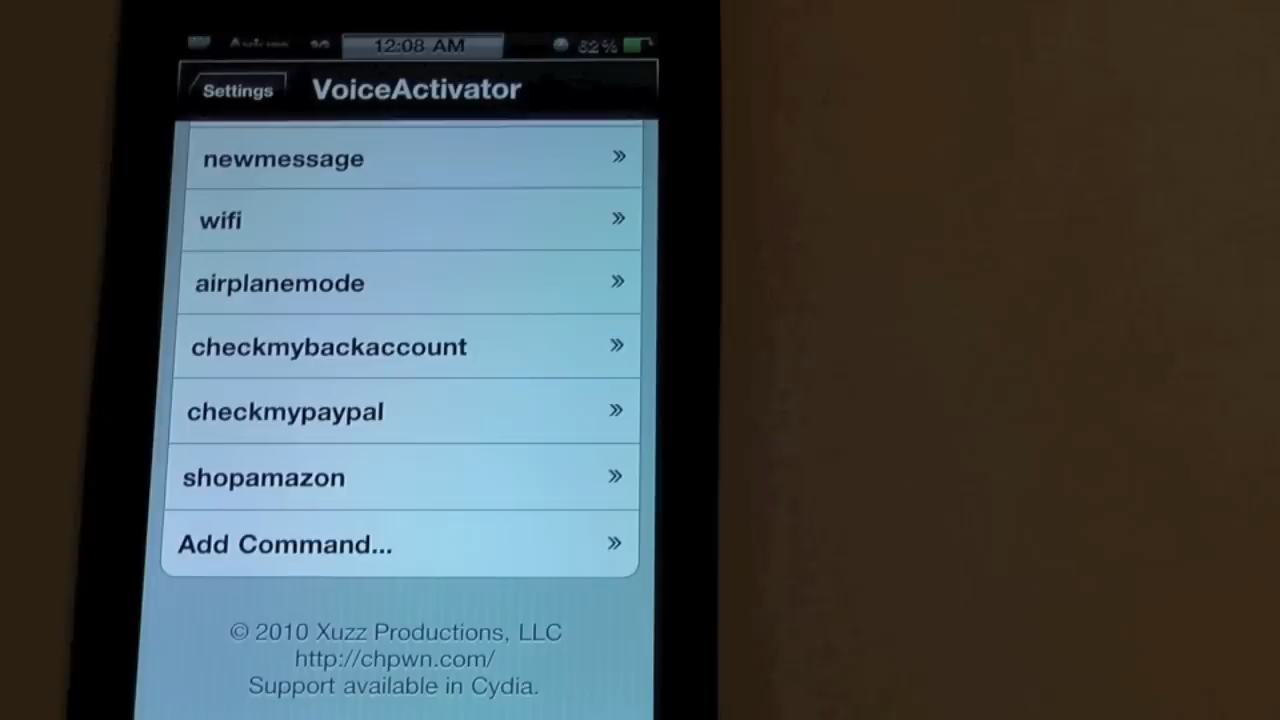 12:08 AM 82%
Settings VoiceActivator
newmessage
wifi
airplanemode
checkmybackaccount
checkmypaypal
shopamazon
Add Command...
© 2010 Xuzz Productions, LLC
http://chpwn.com/
Support available in Cydia.